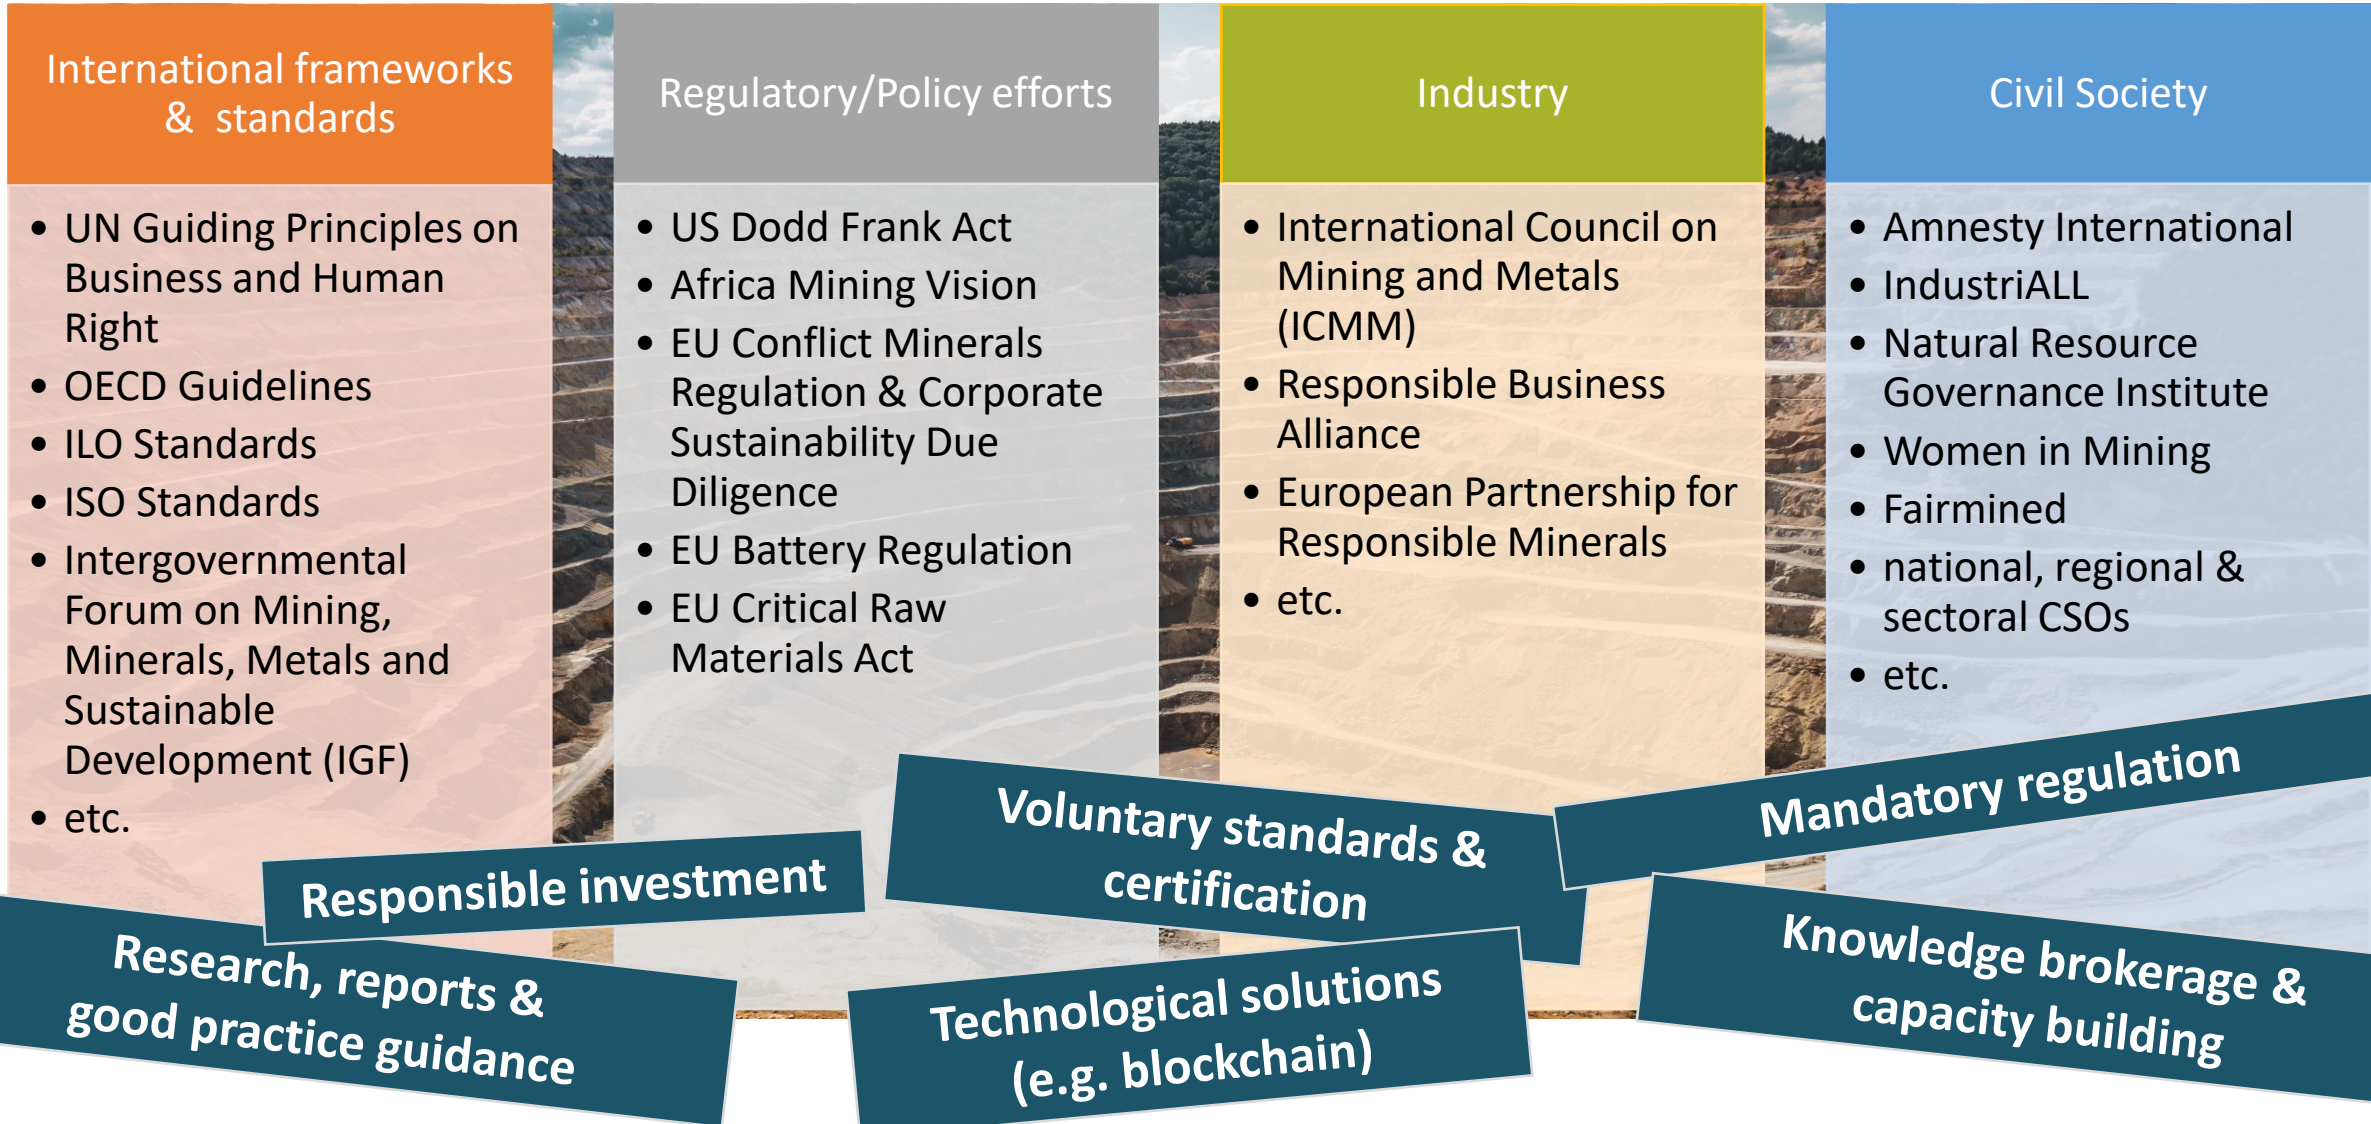 International frameworks
& standards
• UN Guiding Principles on
Business and Human
Right
• OECD Guidelines
• ILO Standards
• ISO Standards
• Intergovernmental
Forum on Mining,
Minerals, Metals and
Sustainable
Development (IGF)
• etc.
Regulatory/Policy efforts
• US Dodd Frank Act
• Africa Mining Vision
• EU Conflict Minerals
Regulation & Corporate
Sustainability Due
Diligence
• EU Battery Regulation
• EU Critical Raw
Materials Act
Industry
• International Council on
Mining and Metals
(ICMM)
• Responsible Business
Alliance
• European Partnership for
Responsible Minerals
• etc.
Civil Society
• Amnesty International
• IndustriALL
• Natural Resource
Governance Institute
• Women in Mining
• Fairmined
• national, regional &
sectoral CSOs
• etc.
Responsible investment
Research, reports &
good practice guidance
Voluntary standards &
certification
Technological solutions
(e.g. blockchain)
Mandatory regulation
Knowledge brokerage &
capacity building